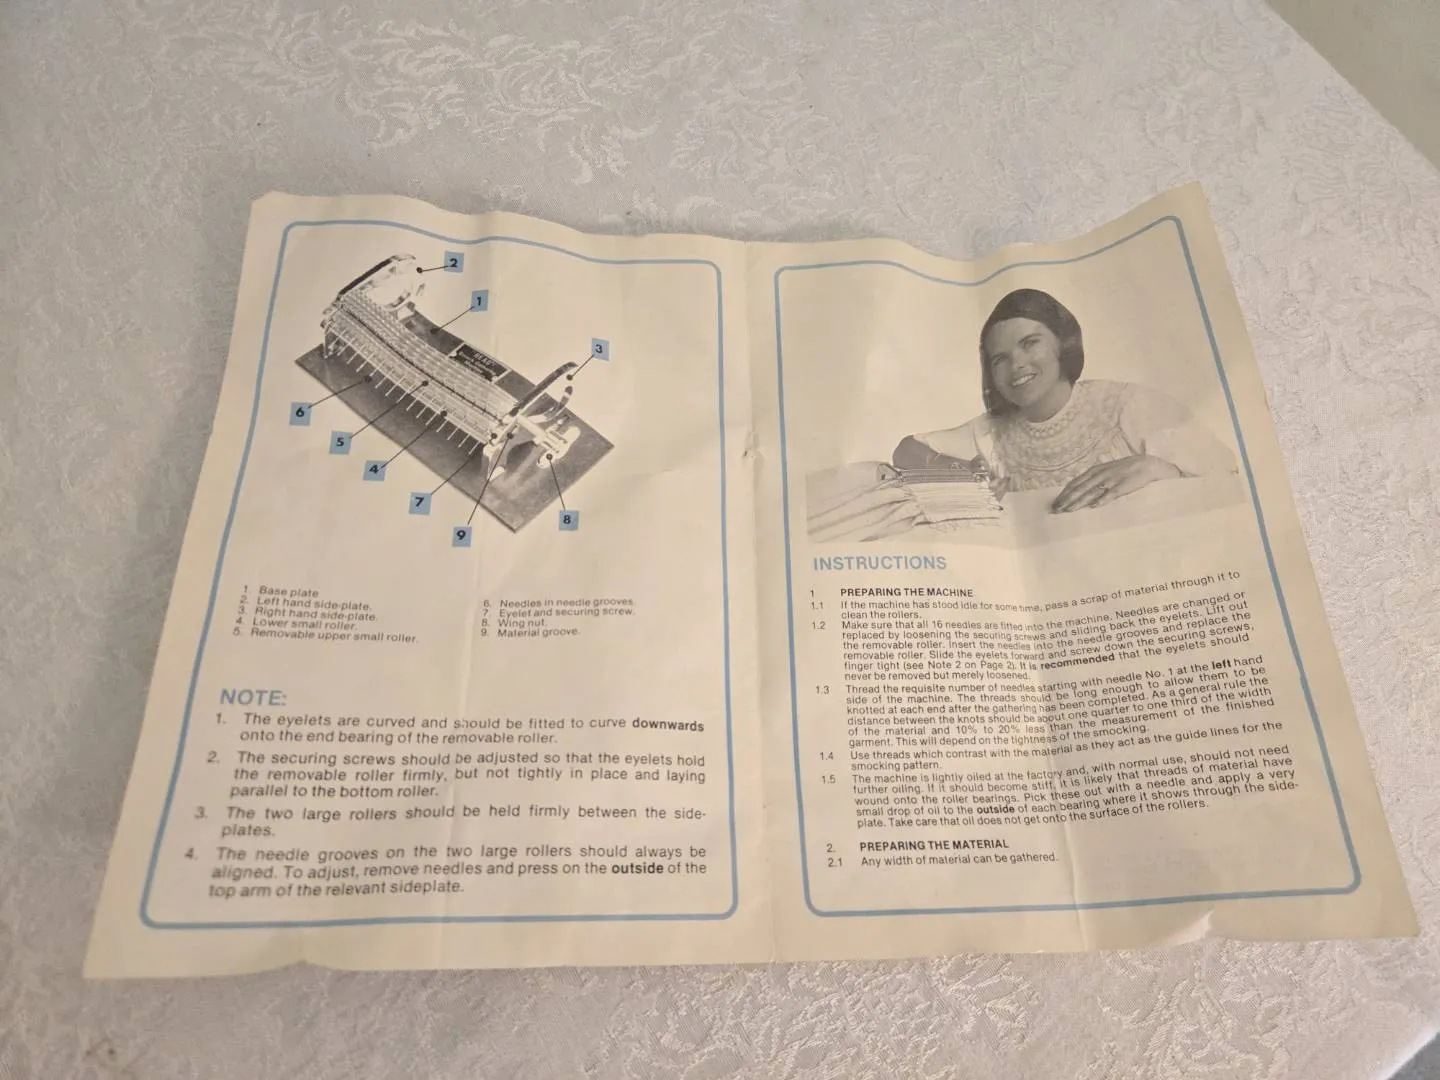 2
1
3
6
5
4
7
9
8
1. Base plate
2. Left hand side-plate.
3. Right hand side-plate.
4. Lower small roller.
5. Removable upper small roller.
6. Needles in needle grooves.
7. Eyelet and securing screw.
8. Wing nut.
9. Material groove.
NOTE:
1. The eyelets are curved and should be fitted to curve downwards
onto the end bearing of the removable roller.
2. The securing screws should be adjusted so that the eyelets hold
the removable roller firmly, but not tightly in place and laying
parallel to the bottom roller.
3. The two large rollers should be held firmly between the side-
plates.
4. The needle grooves on the two large rollers should always be
aligned. To adjust, remove needles and press on the outside of the
top arm of the relevant sideplate.
INSTRUCTIONS
1 PREPARING THE MACHINE
1.1 If the machine has stood idle for some time, pass a scrap of material through it to
clean the rollers.
1.2 Make sure that all 16 needles are fitted into the machine. Needles are changed or
replaced by loosening the securing screws and sliding back the eyelets. Lift out
the removable roller. Insert the needles into the needle grooves and replace the
removable roller. Slide the eyelets forward and screw down the securing screws,
finger tight (see Note 2 on Page 2). It is recommended that the eyelets should
never be removed but merely loosened.
1.3 Thread the requisite number of needles starting with needle No. 1 at the left hand
side of the machine. The threads should be long enough to allow them to be
knotted at each end after the gathering has been completed. As a general rule the
distance between the knots should be about one quarter to one third of the width
of the material and 10% to 20% less than the measurement of the finished
garment. This will depend on the tightness of the smocking.
1.4 Use threads which contrast with the material as they act as the guide lines for the
smocking pattern.
1.5 The machine is lightly oiled at the factory and, with normal use, should not need
further oiling. If it should become stiff, it is likely that threads of material have
wound onto the roller bearings. Pick these out with a needle and apply a very
small drop of oil to the outside of each bearing where it shows through the side-
plate. Take care that oil does not get onto the surface of the rollers.
2. PREPARING THE MATERIAL
2.1 Any width of material can be gathered.